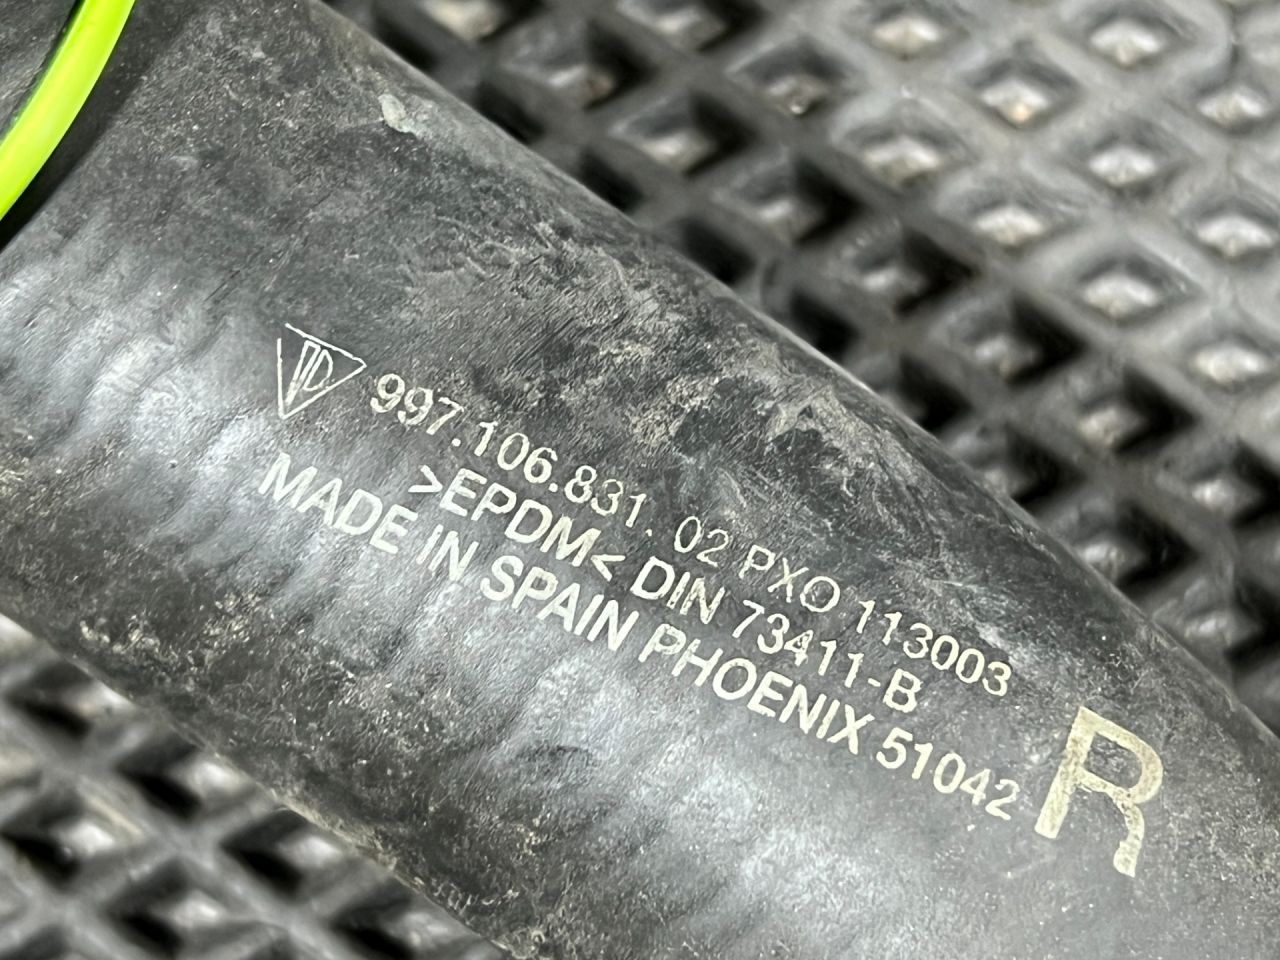 997.106.831.02 PXO 113003
>EPDM< DIN 73411-B
MADE IN SPAIN PHOENIX 51042
R